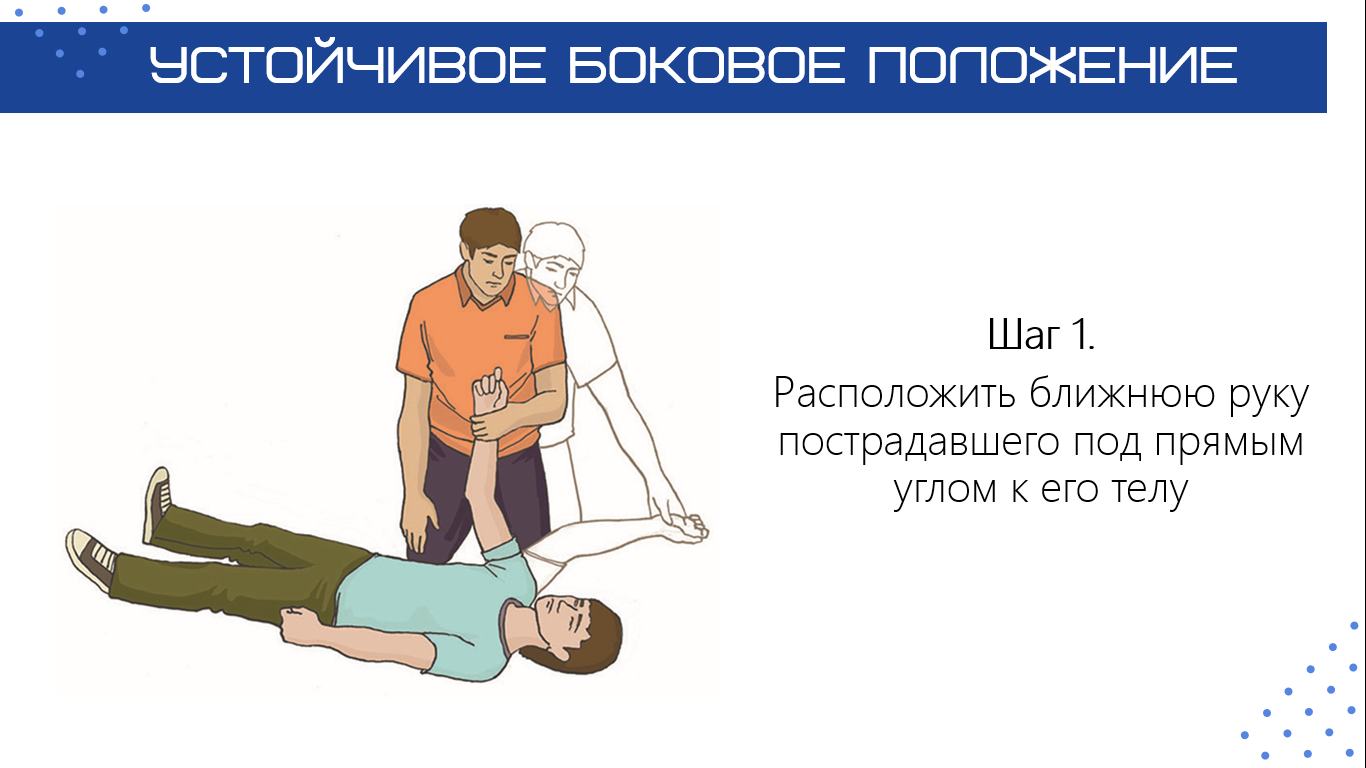 УСТОЙЧИВОЕ БОКОВОЕ ПОЛОЖЕНИЕ
Шаг 1.
Расположить ближнюю руку
пострадавшего под прямым
углом к его телу